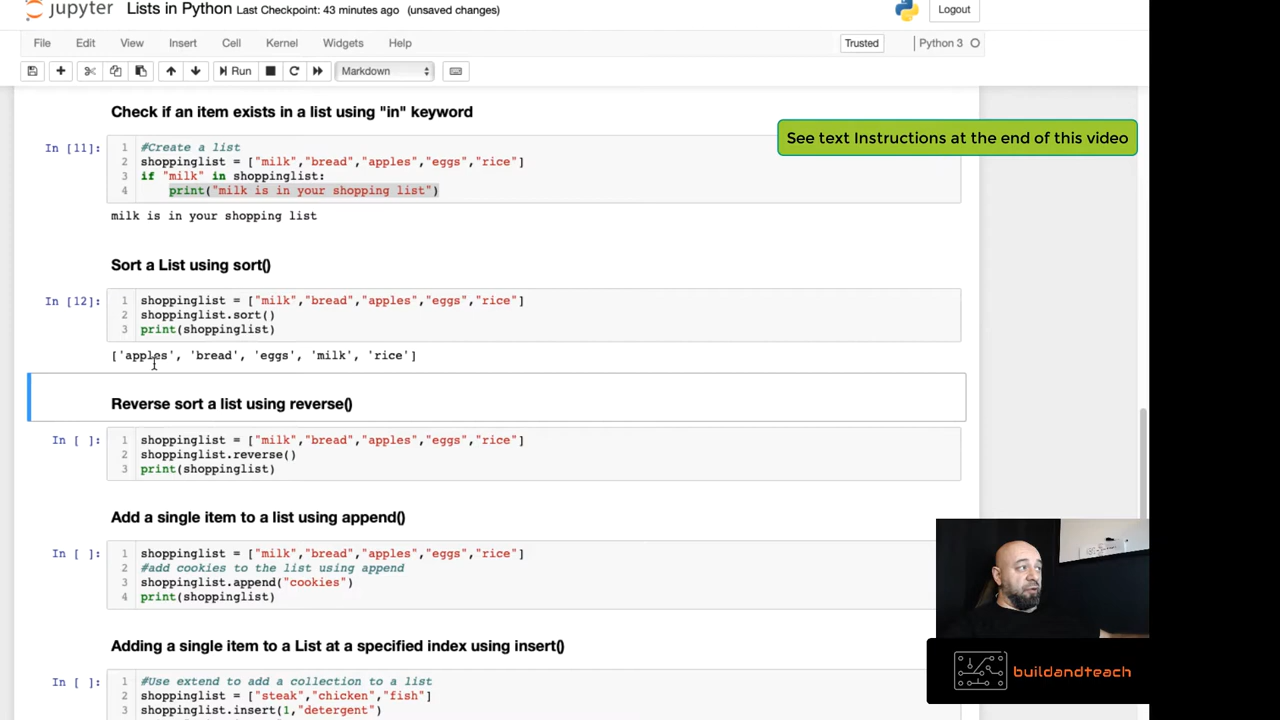 jupyter Lists in Python Last Checkpoint: 43 minutes ago (unsaved changes) Logout
File Edit View Insert Cell Kernel Widgets Help Trusted Python 3
Run Markdown
Check if an item exists in a list using "in" keyword
See text Instructions at the end of this video
In [11]: 1 #Create a list
2 shoppinglist = ["milk","bread","apples","eggs","rice"]
3 if "milk" in shoppinglist:
4 print("milk is in your shopping list")
milk is in your shopping list
Sort a List using sort()
In [12]: 1 shoppinglist = ["milk","bread","apples","eggs","rice"]
2 shoppinglist.sort()
3 print(shoppinglist)
['apples', 'bread', 'eggs', 'milk', 'rice']
Reverse sort a list using reverse()
In [ ]: 1 shoppinglist = ["milk","bread","apples","eggs","rice"]
2 shoppinglist.reverse()
3 print(shoppinglist)
Add a single item to a list using append()
In [ ]: 1 shoppinglist = ["milk","bread","apples","eggs","rice"]
2 #add cookies to the list using append
3 shoppinglist.append("cookies")
4 print(shoppinglist)
Adding a single item to a List at a specified index using insert()
In [ ]: 1 #Use extend to add a collection to a list
2 shoppinglist = ["steak","chicken","fish"]
3 shoppinglist.insert(1,"detergent")
buildandteach